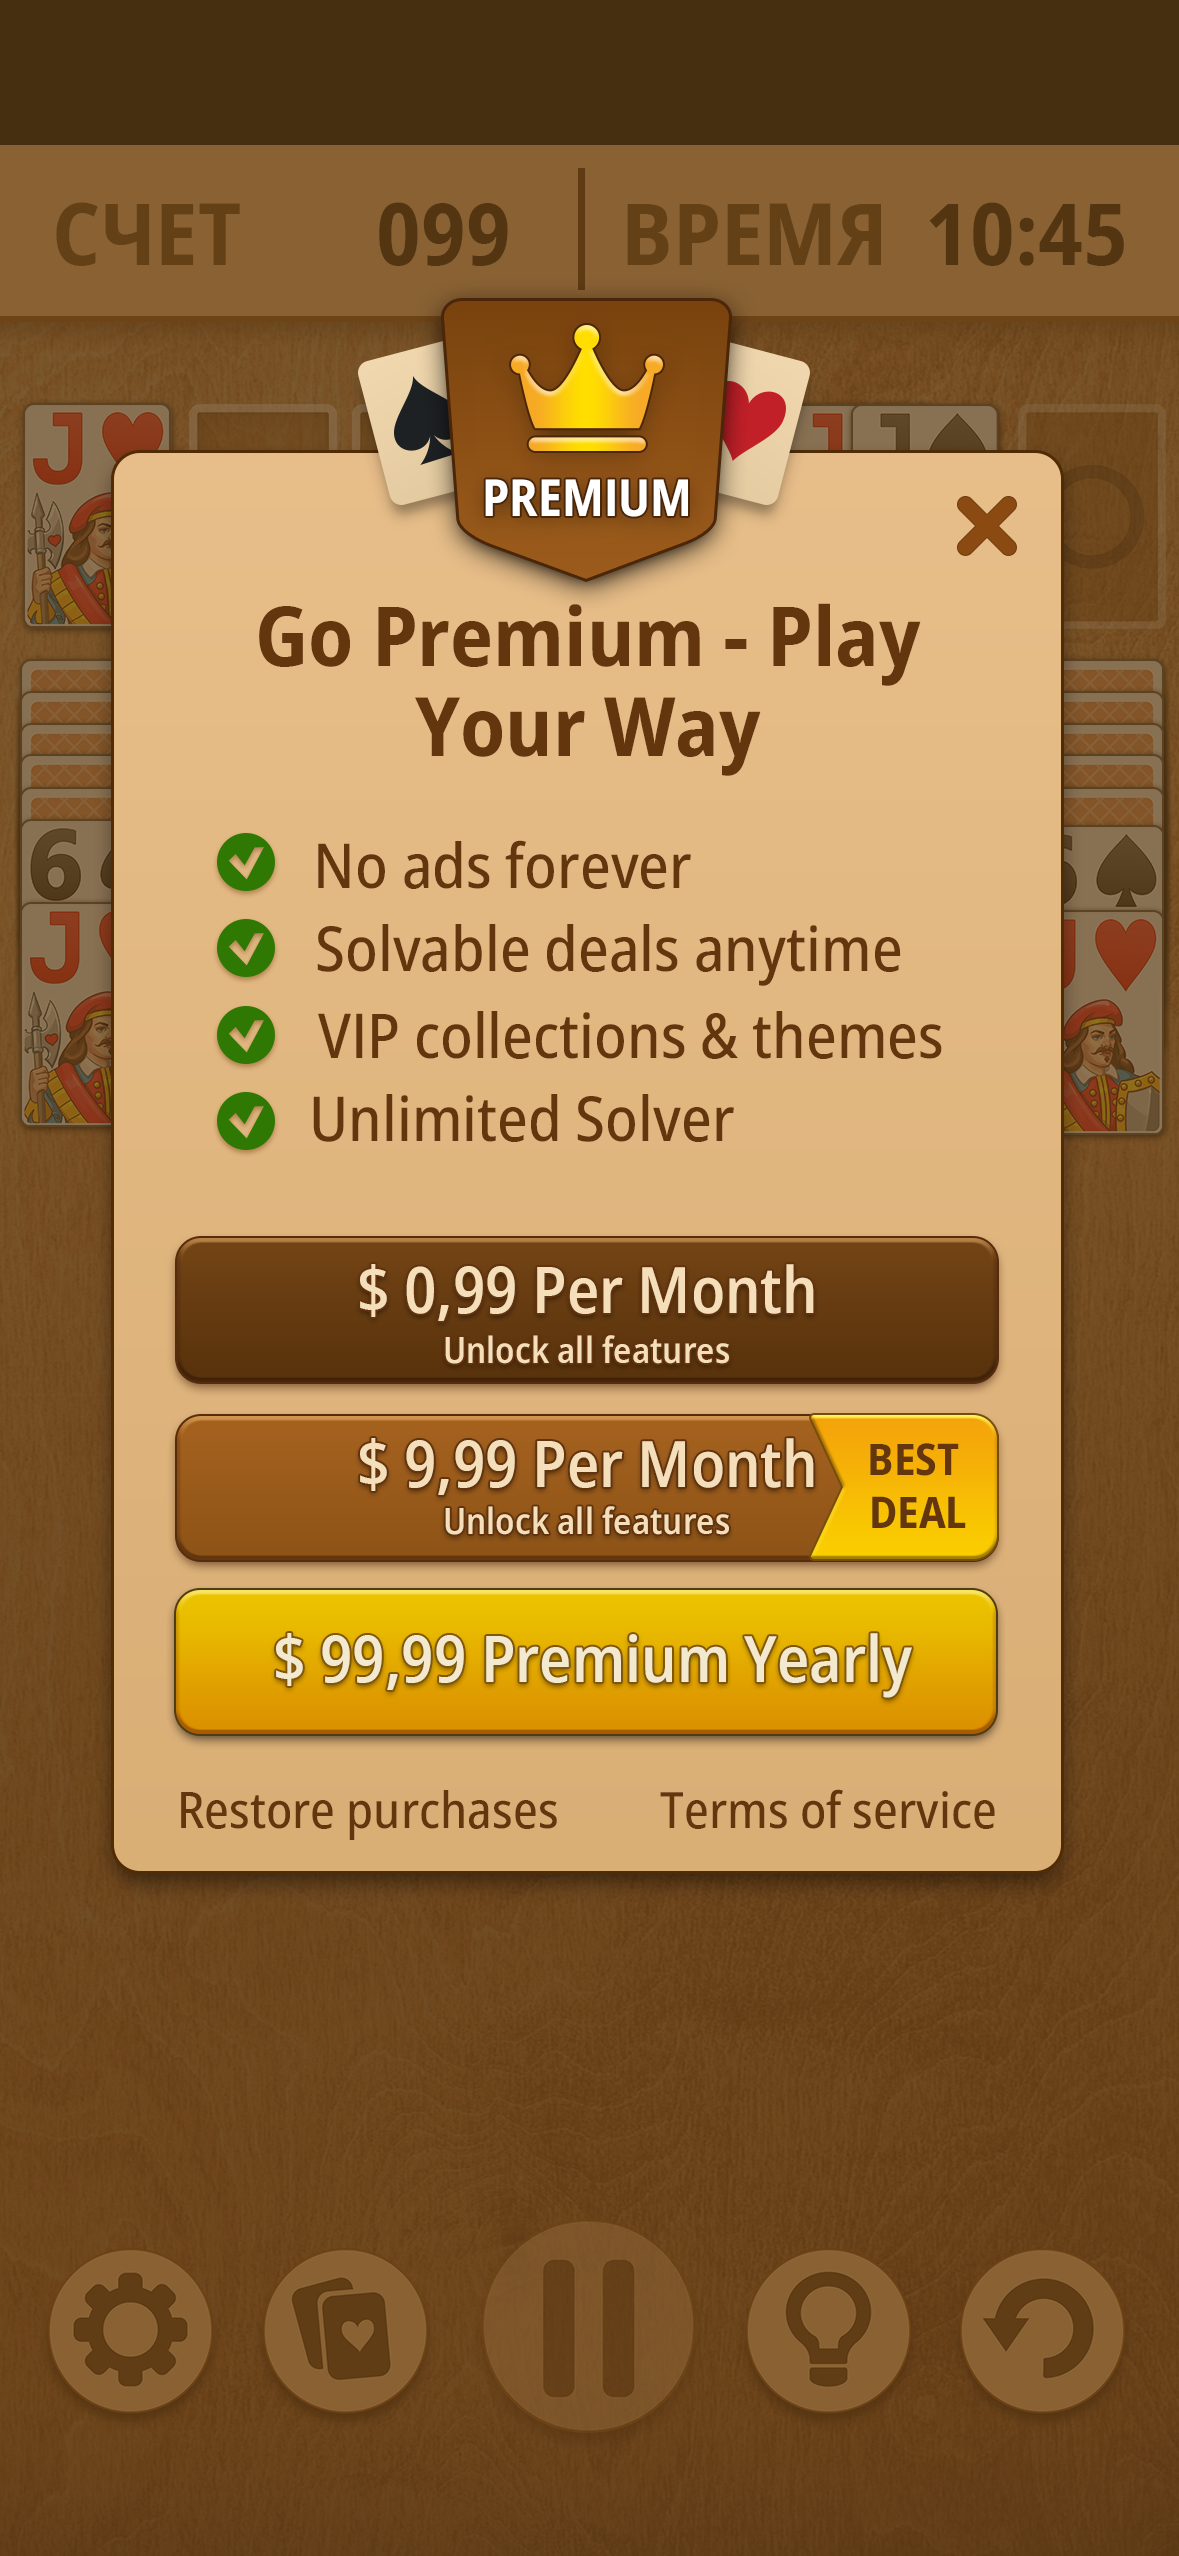 СЧЕТ 099 ВРЕМЯ 10:45
J J J
PREMIUM
Go Premium - Play
Your Way
No ads forever
Solvable deals anytime
6 6
J J
VIP collections & themes
Unlimited Solver
$ 0,99 Per Month
Unlock all features
$ 9,99 Per Month
Unlock all features
BEST
DEAL
$ 99,99 Premium Yearly
Restore purchases Terms of service